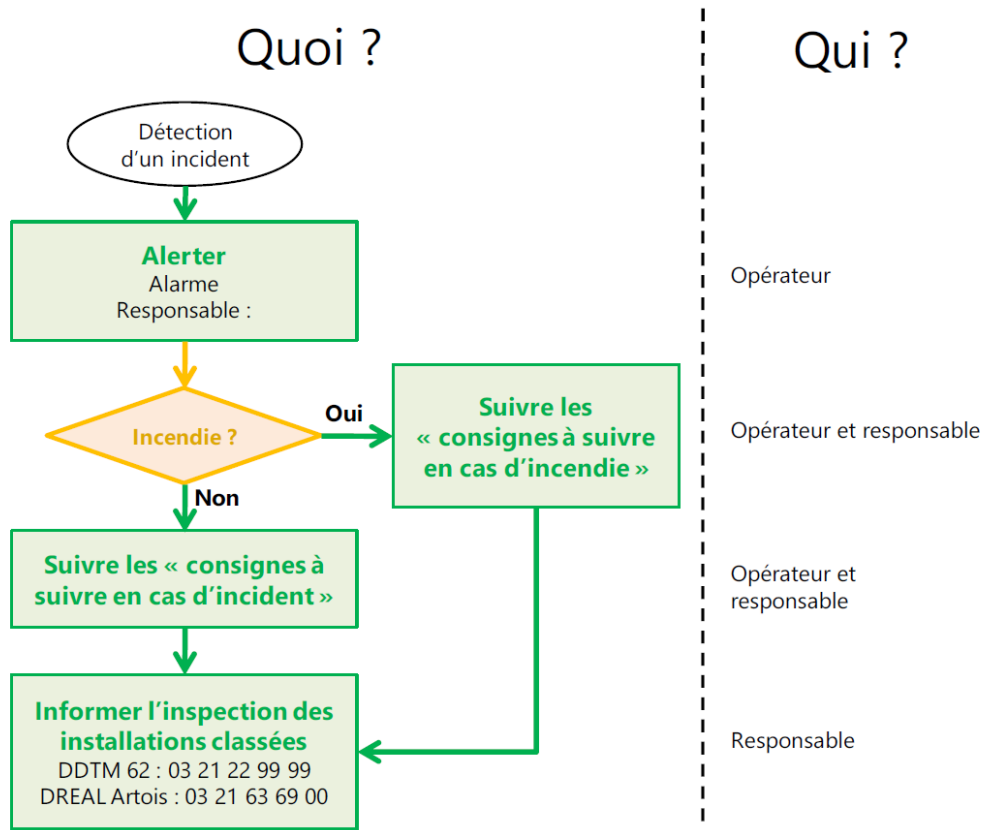 Quoi ?
Qui ?
Détection
d'un incident
Alerter
Alarme
Responsable :
Opérateur
Incendie ?
Oui
Non
Suivre les
« consignes à suivre
en cas d'incendie »
Opérateur et responsable
Suivre les « consignes à
suivre en cas d'incident »
Opérateur et
responsable
Informer l'inspection des
installations classées
DDTM 62 : 03 21 22 99 99
DREAL Artois : 03 21 63 69 00
Responsable